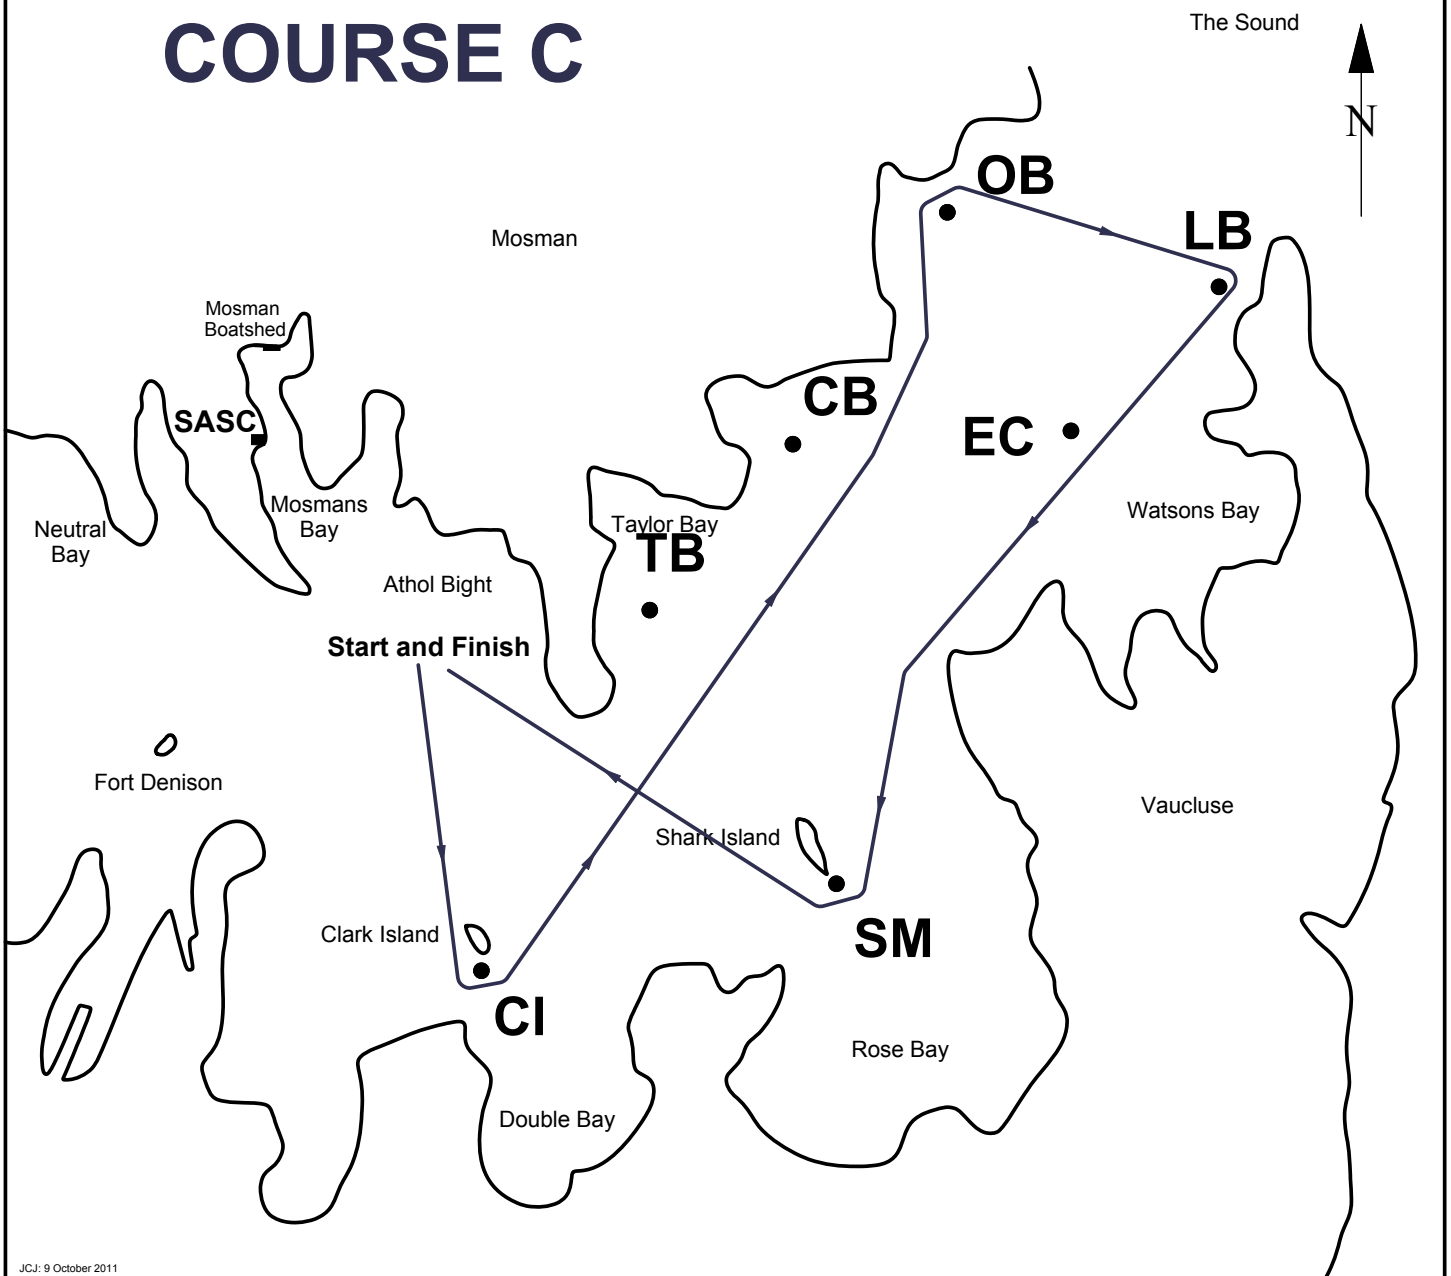 The Sound
COURSE C
N
OB
LB
Mosman
Mosman
Boatshed
CB
SASC
EC
Mosmans
Bay
Taylor Bay
Watsons Bay
Neutral
Bay
TB
Athol Bight
Start and Finish
Fort Denison
Vaucluse
Shark Island
Clark Island
SM
CI
Rose Bay
Double Bay
JCJ: 9 October 2011